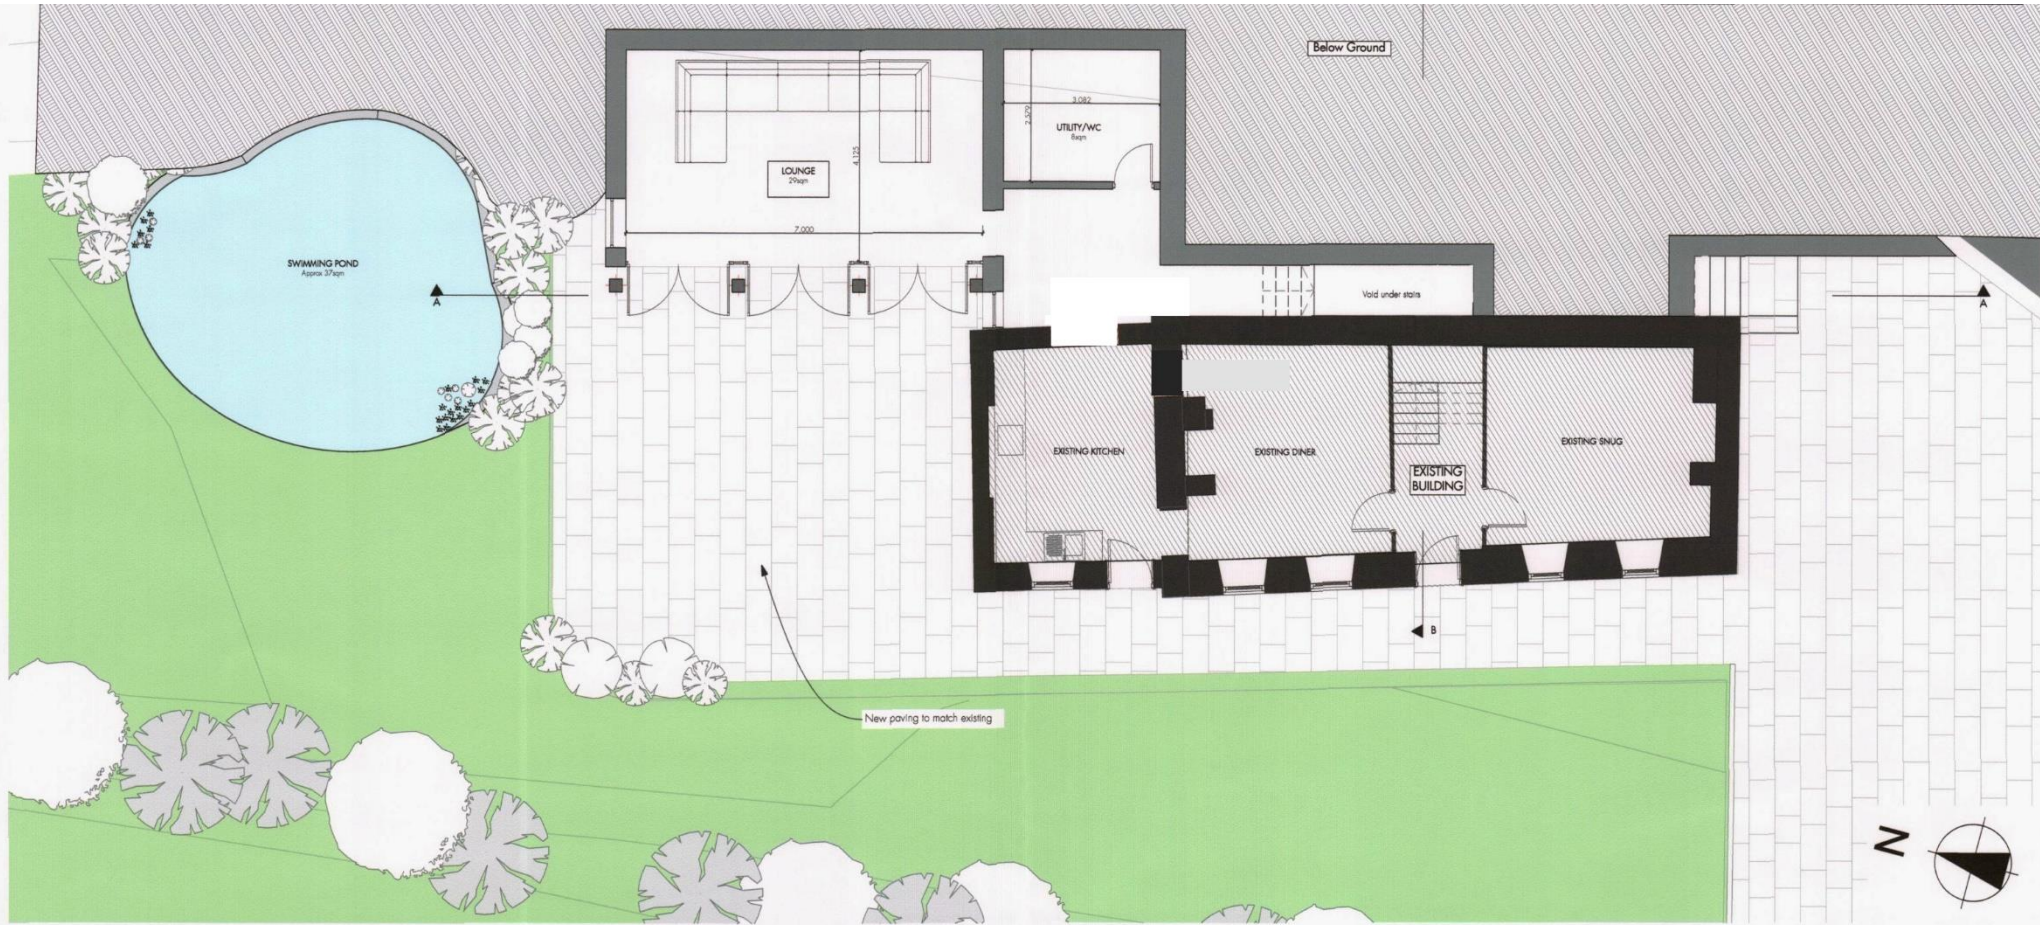 Below Ground
3.082
2.579
UTILITY/WC
8sqm
4.125
LOUNGE
29sqm
7.000
SWIMMING POND
Approx 37sqm
A
Void under stairs
A
EXISTING KITCHEN
EXISTING DINER
EXISTING
BUILDING
EXISTING SNUG
B
New paving to match existing
N